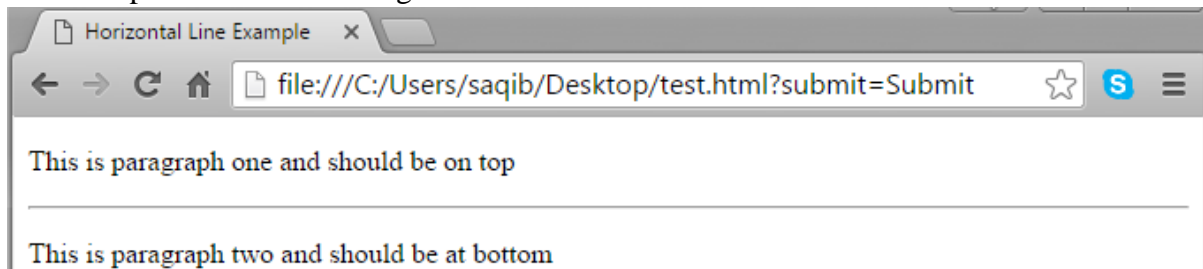 Horizontal Line Example
file:///C:/Users/saqib/Desktop/test.html?submit=Submit
S
This is paragraph one and should be on top
This is paragraph two and should be at bottom